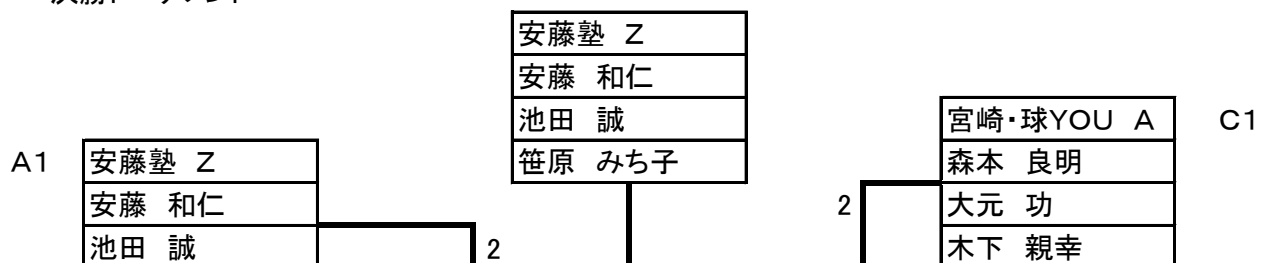 安藤塾 Z
安藤 和仁
池田 誠
笹原 みち子
A1
安藤塾 Z
安藤 和仁
池田 誠
2
2
宮崎・球YOU A
森本 良明
大元 功
木下 親幸
C1